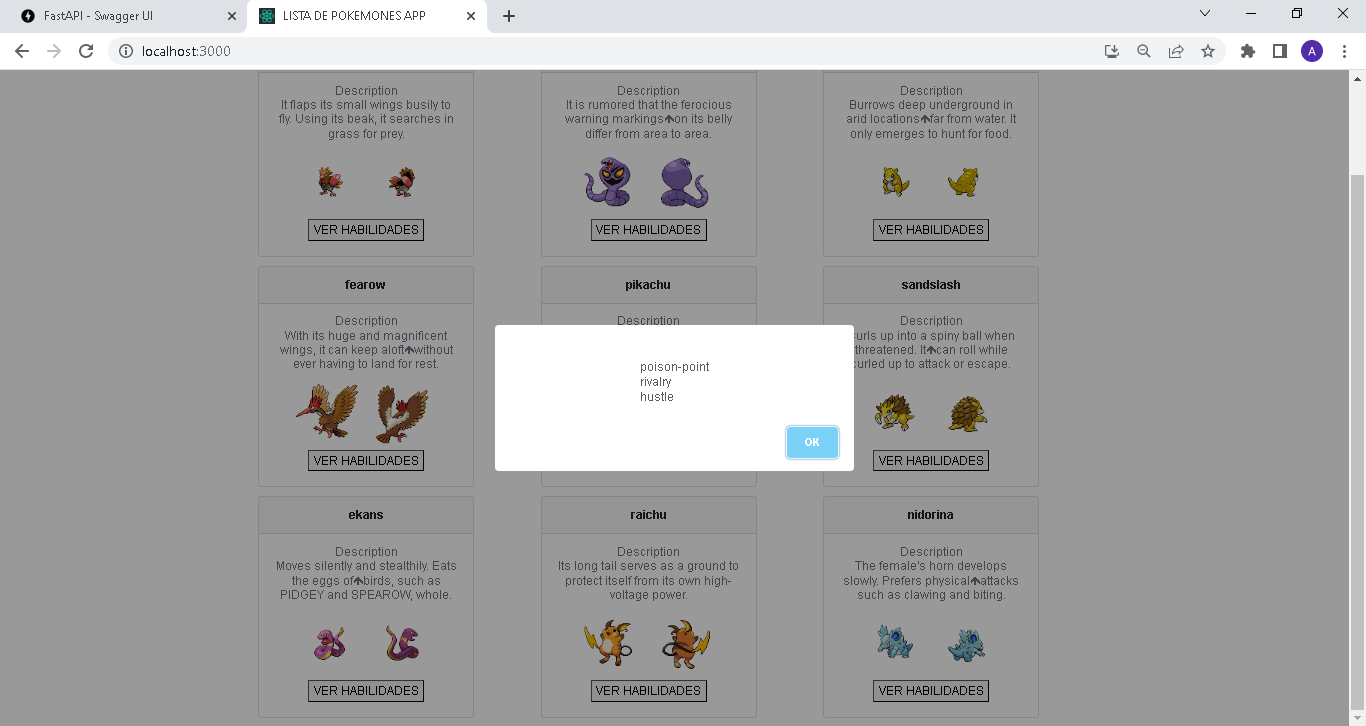 FastAPI - Swagger UI
LISTA DE POKEMONES APP
localhost:3000
A
Description
It flaps its small wings busily to
fly. Using its beak, it searches in
grass for prey.
VER HABILIDADES
Description
It is rumored that the ferocious
warning markings↑on its belly
differ from area to area.
VER HABILIDADES
Description
Burrows deep underground in
arid locations↑far from water. It
only emerges to hunt for food.
VER HABILIDADES
fearow
Description
With its huge and magnificent
wings, it can keep aloft↑without
ever having to land for rest.
VER HABILIDADES
pikachu
Description
sandslash
Description
urls up into a spiny ball when
threatened. It↑can roll while
curled up to attack or escape.
VER HABILIDADES
poison-point
rivalry
hustle
OK
ekans
Description
Moves silently and stealthily. Eats
the eggs of↑birds, such as
PIDGEY and SPEAROW, whole.
VER HABILIDADES
raichu
Description
Its long tail serves as a ground to
protect itself from its own high-
voltage power.
VER HABILIDADES
nidorina
Description
The female's horn develops
slowly. Prefers physical↑attacks
such as clawing and biting.
VER HABILIDADES